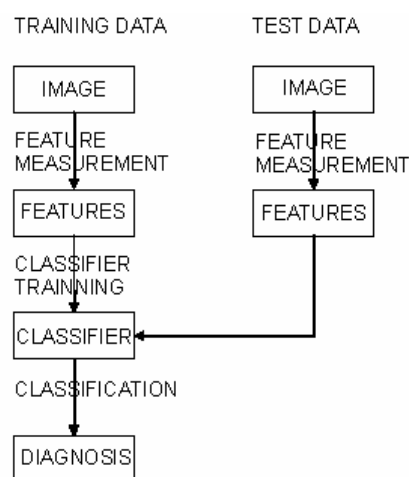 TRAINING DATA
TEST DATA
IMAGE
IMAGE
FEATURE
MEASUREMENT
FEATURE
MEASUREMENT
FEATURES
FEATURES
CLASSIFIER
TRAINNING
CLASSIFIER
CLASSIFICATION
DIAGNOSIS